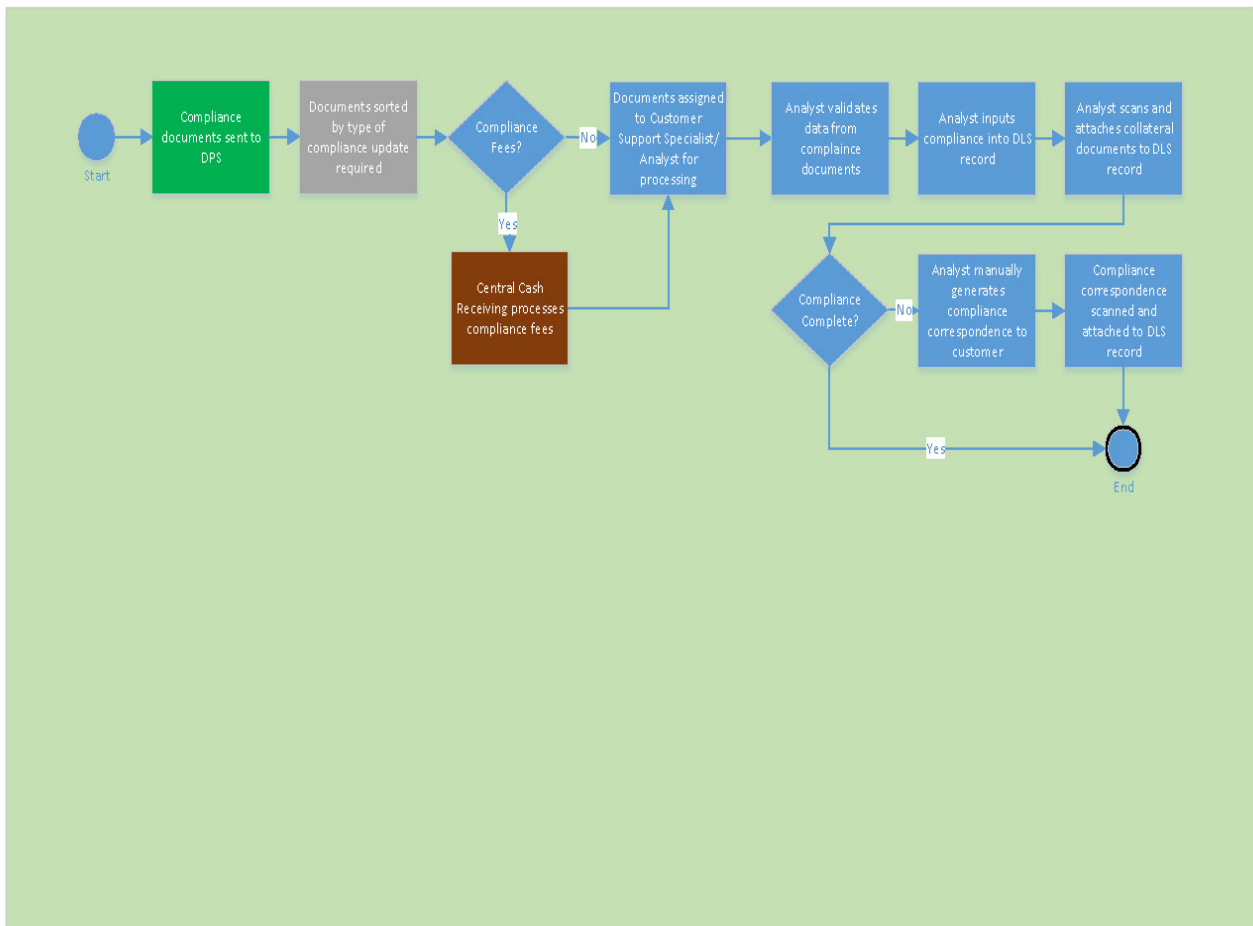 Start
Compliance
documents sent to
DPS
Documents sorted
by type of
compliance update
required
Compliance
Fees?
No
Yes
Central Cash
Receiving processes
compliance fees
Documents assigned
to Customer
Support Specialist/
Analyst for
processing
Analyst validates
data from
complaince
documents
Analyst inputs
compliance into DLS
record
Analyst scans and
attaches collateral
documents to DLS
record
Compliance
Complete?
No
Analyst manually
generates
compliance
correspondence to
customer
Compliance
correspondence
scanned and
attached to DLS
record
Yes
End